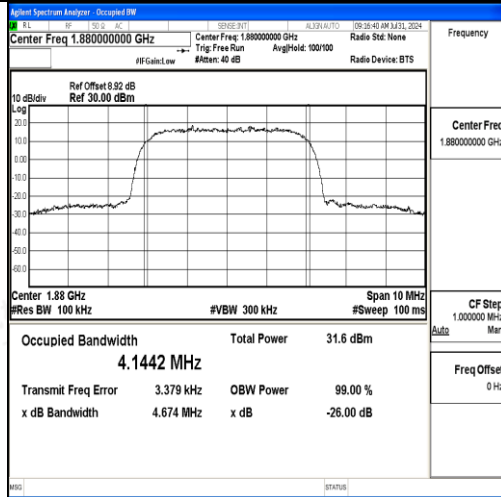 Agilent Spectrum Analyzer - Occupied BW
RL RF 50 Ω AC SENSE:INT ALIGN AUTO 09:16:40 AM Jul 31, 2024
Center Freq 1.880000000 GHz
Center Freq: 1.880000000 GHz
Radio Std: None
Trig: Free Run
Avg|Hold: 100/100
#IFGain:Low
#Atten: 40 dB
Radio Device: BTS
Frequency
Ref Offset 8.92 dB
10 dB/div
Ref 30.00 dBm
Log
20.0
10.0
0.00
-10.0
-20.0
-30.0
-40.0
-50.0
-60.0
Center Freq
1.880000000 GHz
Center 1.88 GHz
Span 10 MHz
#Res BW 100 kHz
#VBW 300 kHz
#Sweep 100 ms
CF Step
1.000000 MHz
Auto Man
Occupied Bandwidth
Total Power
31.6 dBm
4.1442 MHz
Transmit Freq Error
3.379 kHz
OBW Power
99.00 %
x dB Bandwidth
4.674 MHz
x dB
-26.00 dB
Freq Offset
0 Hz
MSG
STATUS